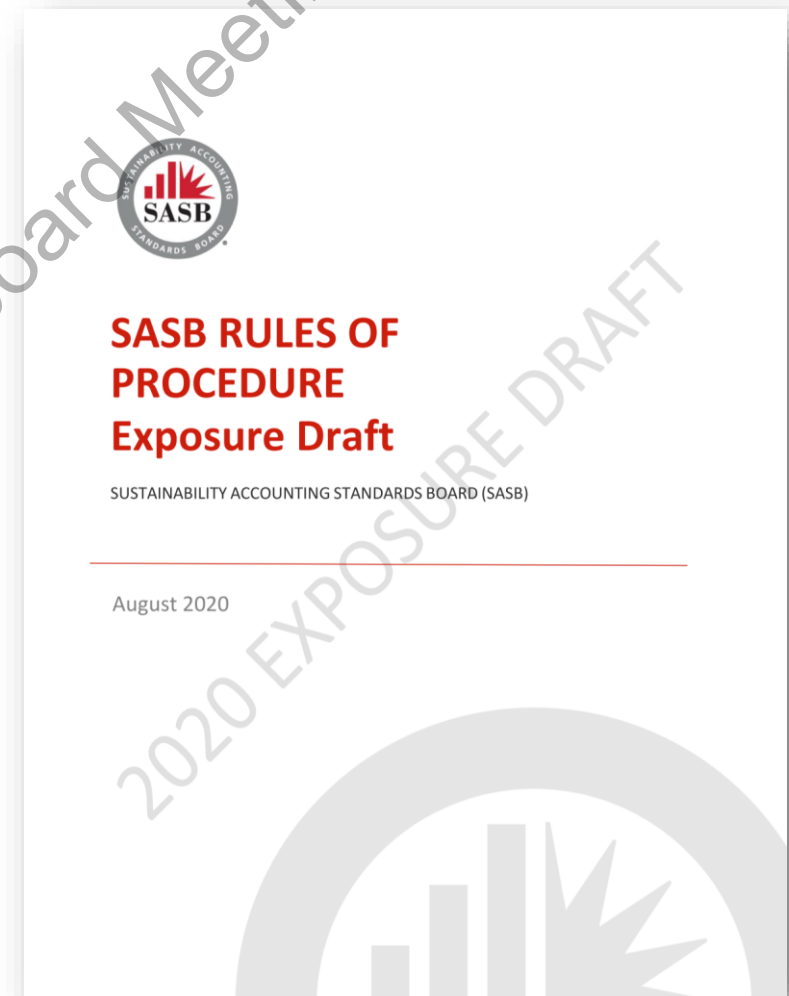 Board Meeti
SUSTAINABILITY ACCOUNTING
SASB
STANDARDS BOARD
SASB RULES OF
PROCEDURE
Exposure Draft
SUSTAINABILITY ACCOUNTING STANDARDS BOARD (SASB)
August 2020
2020 EXPOSURE DRAFT